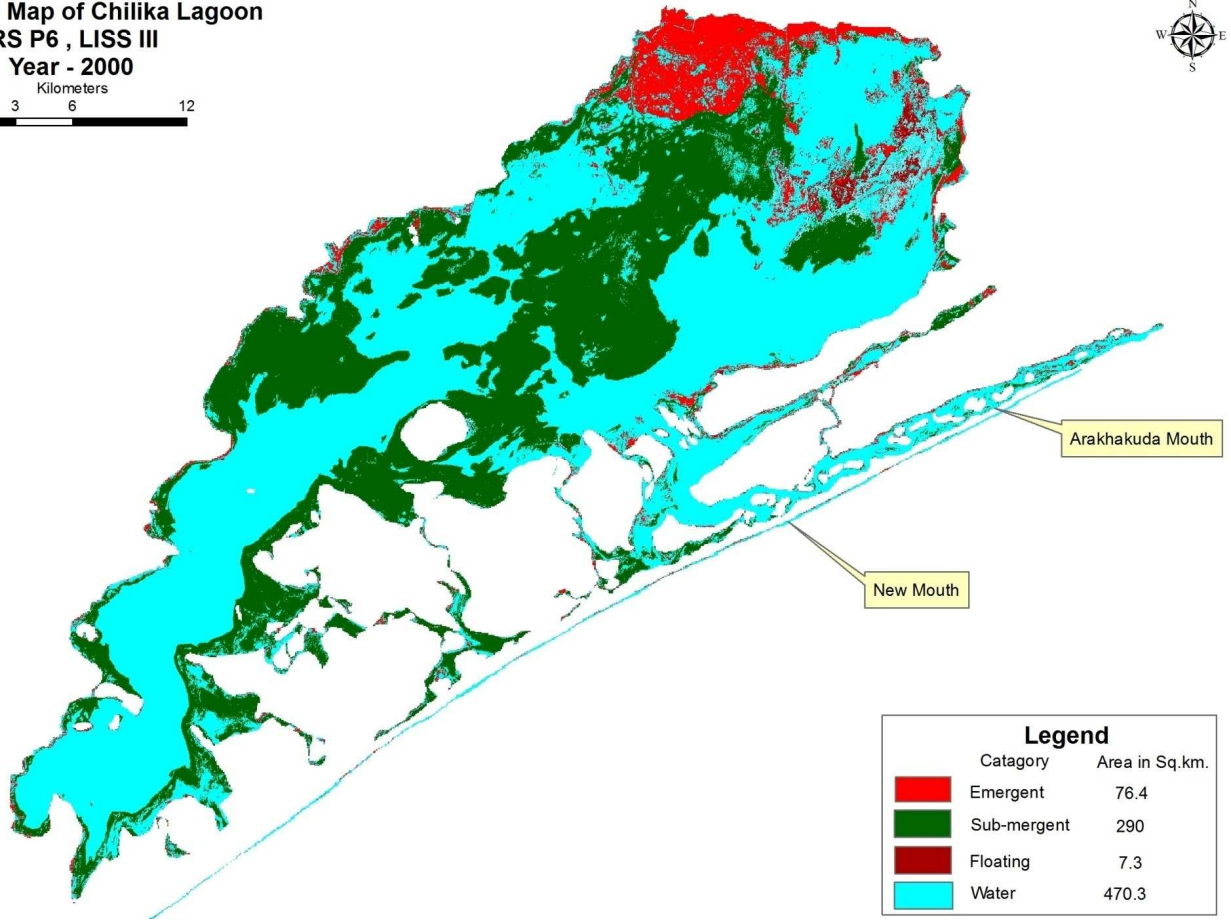 Map of Chilika Lagoon
RS P6 , LISS III
Year - 2000
Kilometers
3 6 12
N
W E
S
Arakhakuda Mouth
New Mouth
Legend
Catagory Area in Sq.km.
Emergent 76.4
Sub-mergent 290
Floating 7.3
Water 470.3